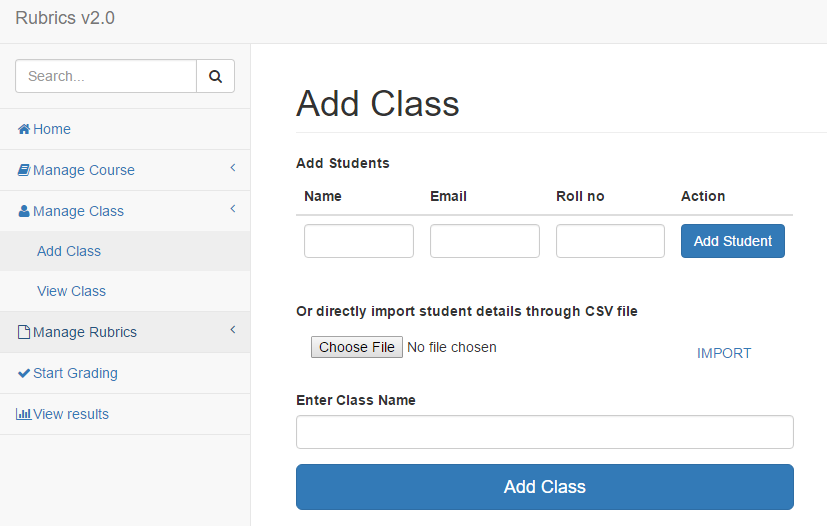 Rubrics v2.0
Search...
Home
Manage Course
Manage Class
Add Class
View Class
Manage Rubrics
Start Grading
View results
Add Class
Add Students
Name Email Roll no Action
Add Student
Or directly import student details through CSV file
Choose File No file chosen
IMPORT
Enter Class Name
Add Class